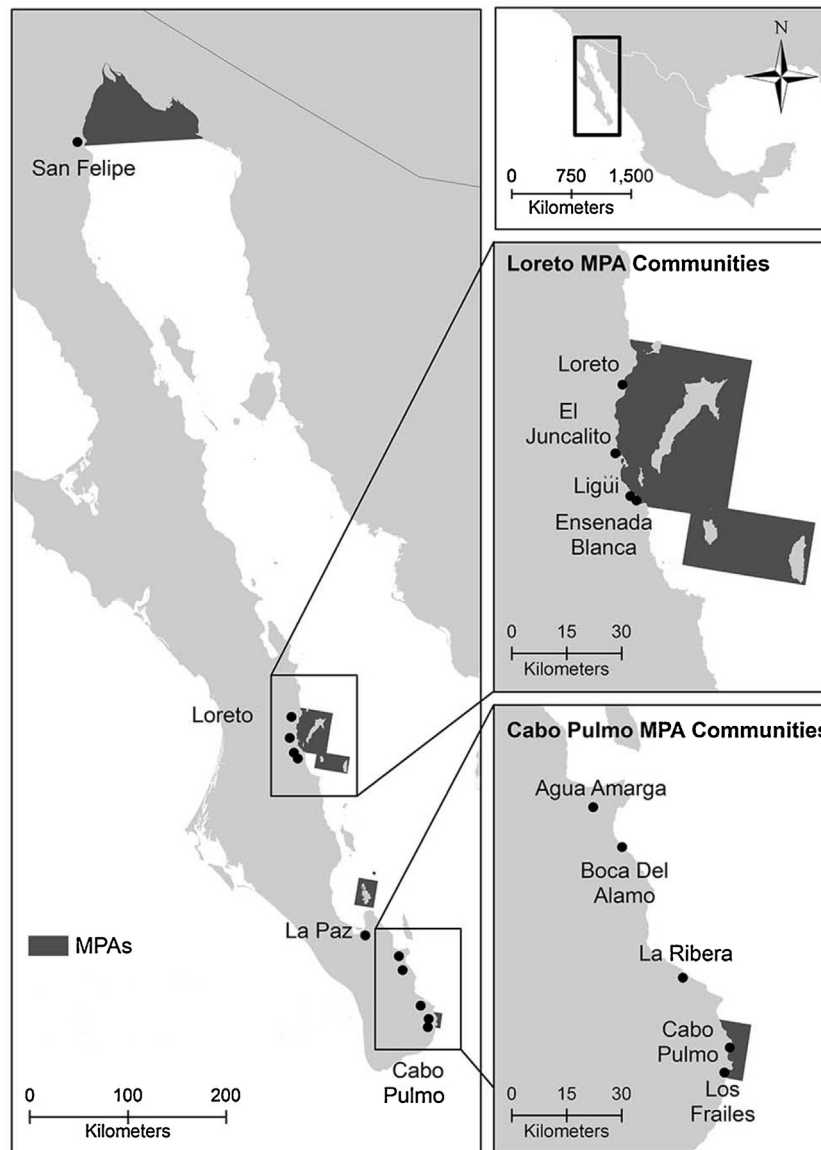 San Felipe
Loreto
La Paz
MPAs
Cabo
Pulmo
0 100 200
Kilometers
N
0 750 1,500
Kilometers
Loreto MPA Communities
Loreto
El
Juncalito
Ligüi
Ensenada
Blanca
0 15 30
Kilometers
Cabo Pulmo MPA Communities
Agua Amarga
Boca Del
Alamo
La Ribera
Cabo
Pulmo
Los
Frailes
0 15 30
Kilometers